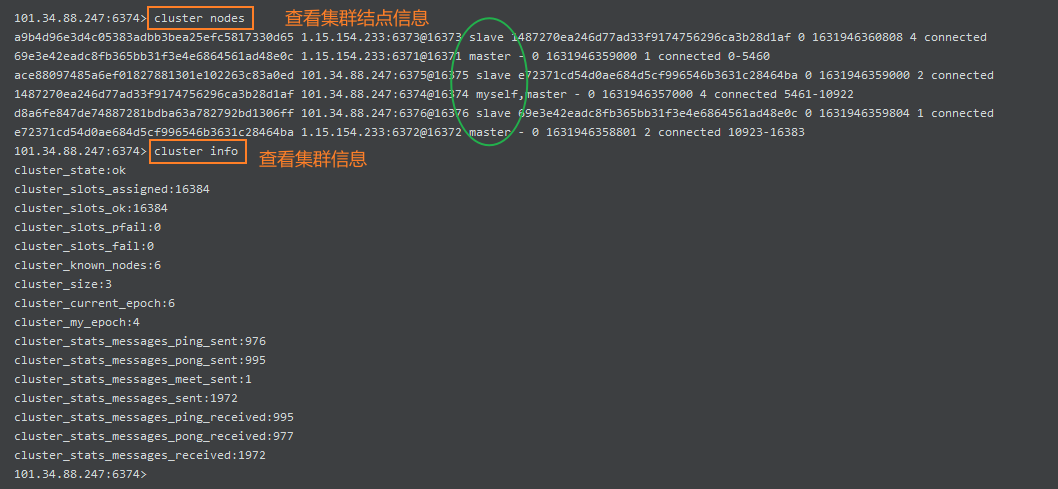 101.34.88.247:6374> cluster nodes 查看集群结点信息
a9b4d96e3d4c05383adbb3bea25efc5817330d65 1.15.154.233:6373@16373 slave 1487270ea246d77ad33f9174756296ca3b28d1af 0 1631946360808 4 connected
69e3e42eadc8fb365bb31f3e4e6864561ad48e0c 1.15.154.233:6371@16371 master - 0 1631946359000 1 connected 0-5460
ace88097485a6ef01827881301e102263c83a0ed 101.34.88.247:6375@16375 slave e72371cd54d0ae684d5cf996546b3631c28464ba 0 1631946359000 2 connected
1487270ea246d77ad33f9174756296ca3b28d1af 101.34.88.247:6374@16374 myself,master - 0 1631946357000 4 connected 5461-10922
d8a6fe847de74887281bdba63a782792bd1306ff 101.34.88.247:6376@16376 slave 69e3e42eadc8fb365bb31f3e4e6864561ad48e0c 0 1631946359804 1 connected
e72371cd54d0ae684d5cf996546b3631c28464ba 1.15.154.233:6372@16372 master - 0 1631946358801 2 connected 10923-16383
101.34.88.247:6374> cluster info 查看集群信息
cluster_state:ok
cluster_slots_assigned:16384
cluster_slots_ok:16384
cluster_slots_pfail:0
cluster_slots_fail:0
cluster_known_nodes:6
cluster_size:3
cluster_current_epoch:6
cluster_my_epoch:4
cluster_stats_messages_ping_sent:976
cluster_stats_messages_pong_sent:995
cluster_stats_messages_meet_sent:1
cluster_stats_messages_sent:1972
cluster_stats_messages_ping_received:995
cluster_stats_messages_pong_received:977
cluster_stats_messages_received:1972
101.34.88.247:6374>